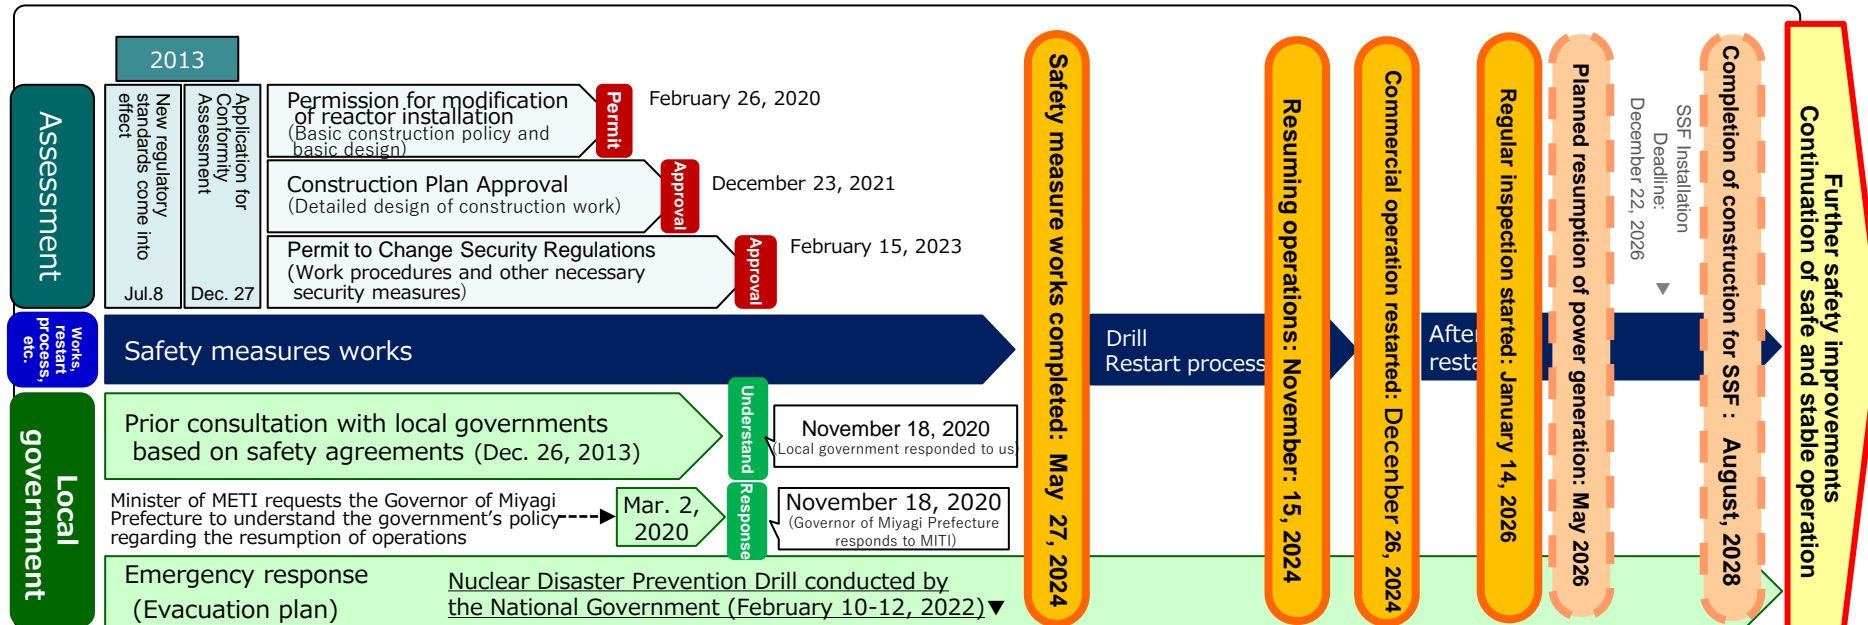 2013
Assessment
New regulatory
standards come into
effect
Jul.8
Application for
Conformity
Assessment
Dec. 27
Permission for modification
of reactor installation
(Basic construction policy and
basic design)
Permit
February 26, 2020
Construction Plan Approval
(Detailed design of construction work)
Approval
December 23, 2021
Permit to Change Security Regulations
(Work procedures and other necessary
security measures)
Approval
February 15, 2023
Works,
restart
process,
etc.
Safety measures works
Drill
Restart process
After
resta
Local
government
Prior consultation with local governments
based on safety agreements (Dec. 26, 2013)
Understand
November 18, 2020
(Local government responded to us)
Minister of METI requests the Governor of Miyagi
Prefecture to understand the government’s policy
regarding the resumption of operations
Mar. 2,
2020
Response
November 18, 2020
(Governor of Miyagi Prefecture
responds to MITI)
Emergency response
(Evacuation plan)
Nuclear Disaster Prevention Drill conducted by
the National Government (February 10-12, 2022)▼
Safety measure works completed: May 27, 2024
Resuming operations: November: 15, 2024
Commercial operation restarted: December 26, 2024
Regular inspection started: January 14, 2026
Planned resumption of power generation: May 2026
SSF Installation
Deadline:
December 22, 2026
▼
Completion of construction for SSF : August, 2028
Further safety improvements
Continuation of safe and stable operation